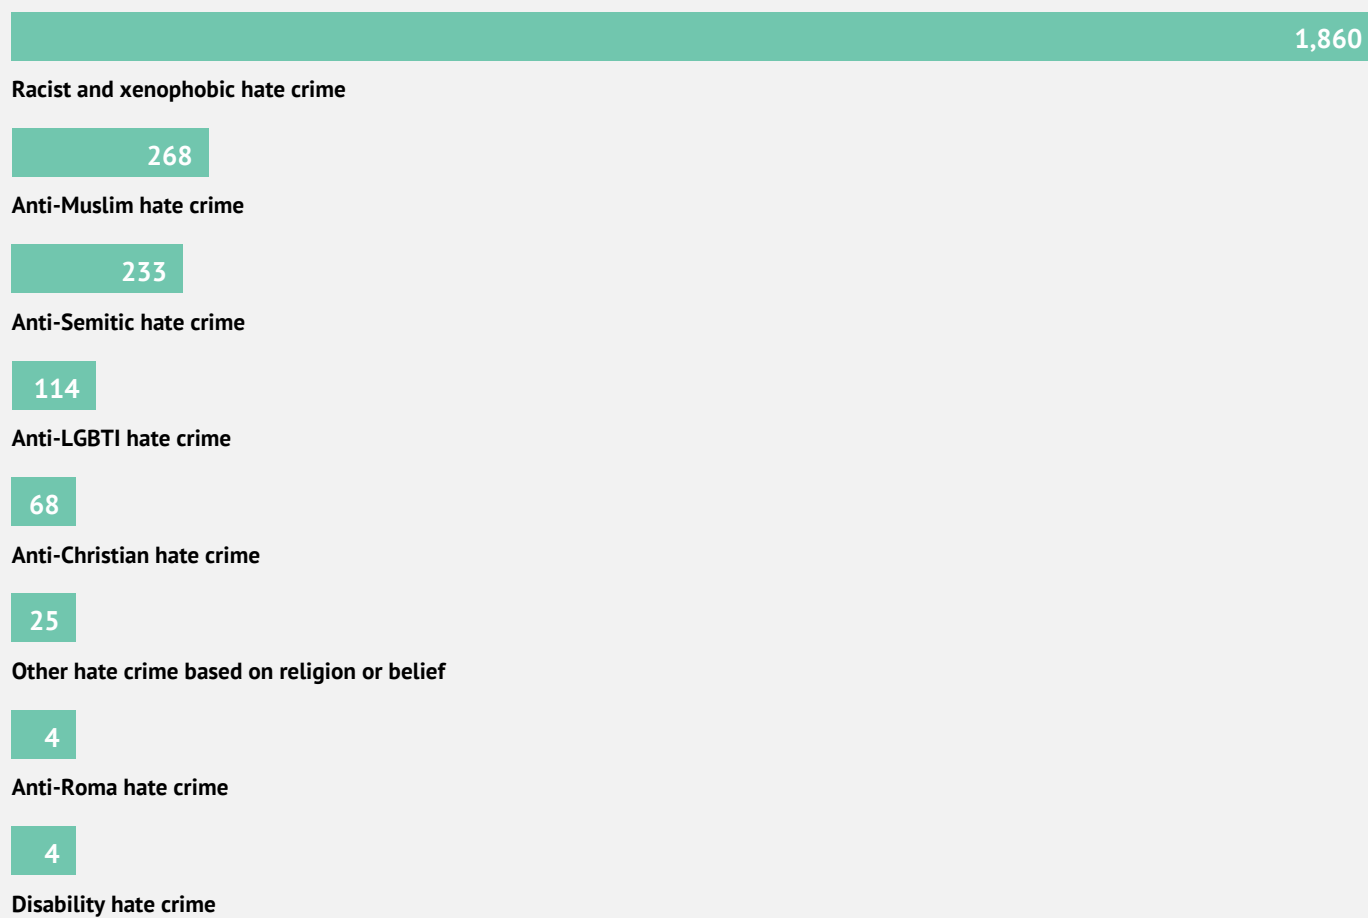 1,860
Racist and xenophobic hate crime
268
Anti-Muslim hate crime
233
Anti-Semitic hate crime
114
Anti-LGBTI hate crime
68
Anti-Christian hate crime
25
Other hate crime based on religion or belief
4
Anti-Roma hate crime
4
Disability hate crime